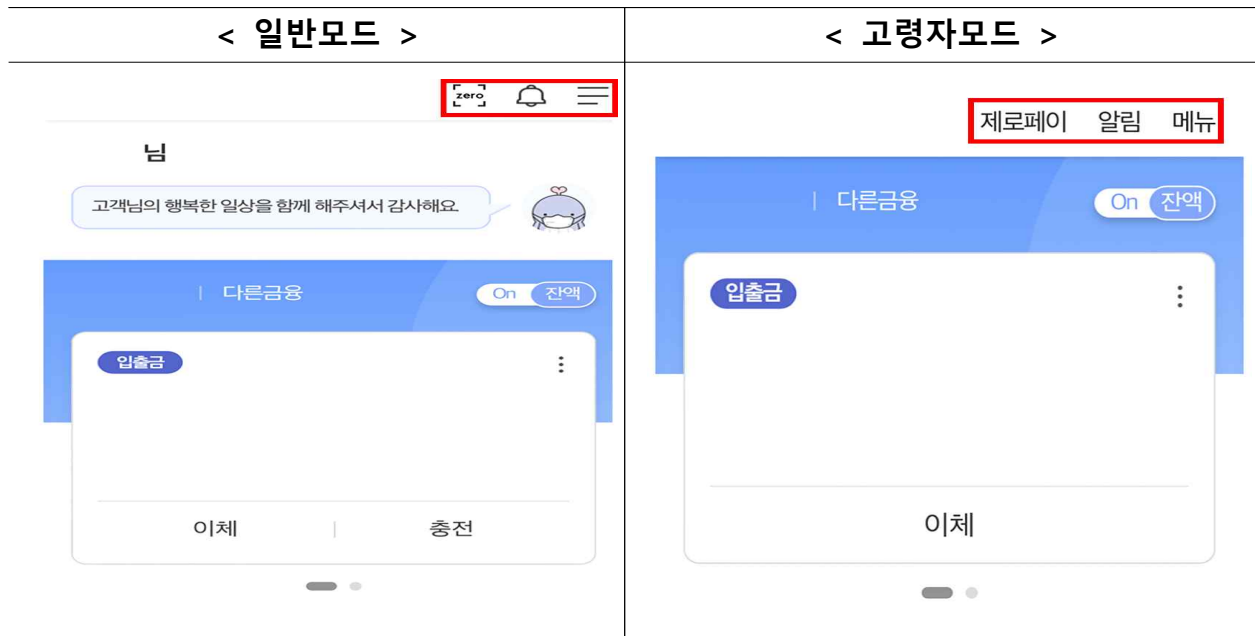 < 일반모드 >
zero
님
고객님의 행복한 일상을 함께 해주셔서 감사해요.
| 다른금융 On 잔액
입출금
이체 | 충전
< 고령자모드 >
제로페이 알림 메뉴
| 다른금융 On 잔액
입출금
이체